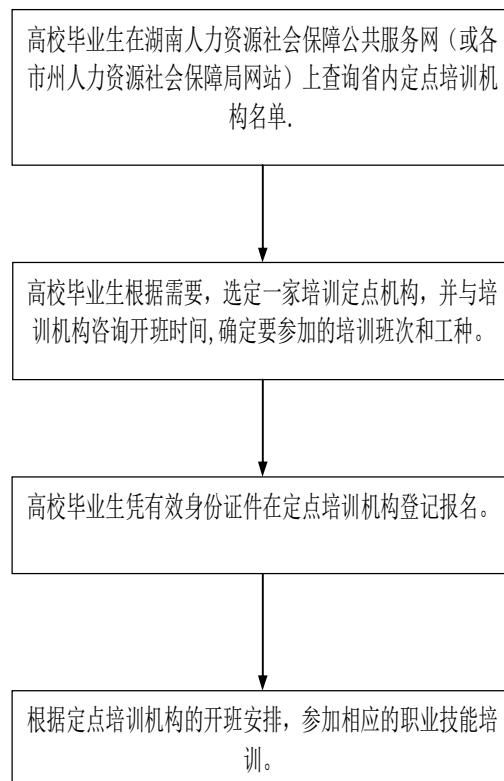 高校毕业生在湖南人力资源社会保障公共服务网（或各
市州人力资源社会保障局网站）上查询省内定点培训机
构名单.
高校毕业生根据需要，选定一家培训定点机构，并与培
训机构咨询开班时间,确定要参加的培训班次和工种。
高校毕业生凭有效身份证件在定点培训机构登记报名。
根据定点培训机构的开班安排，参加相应的职业技能培
训。